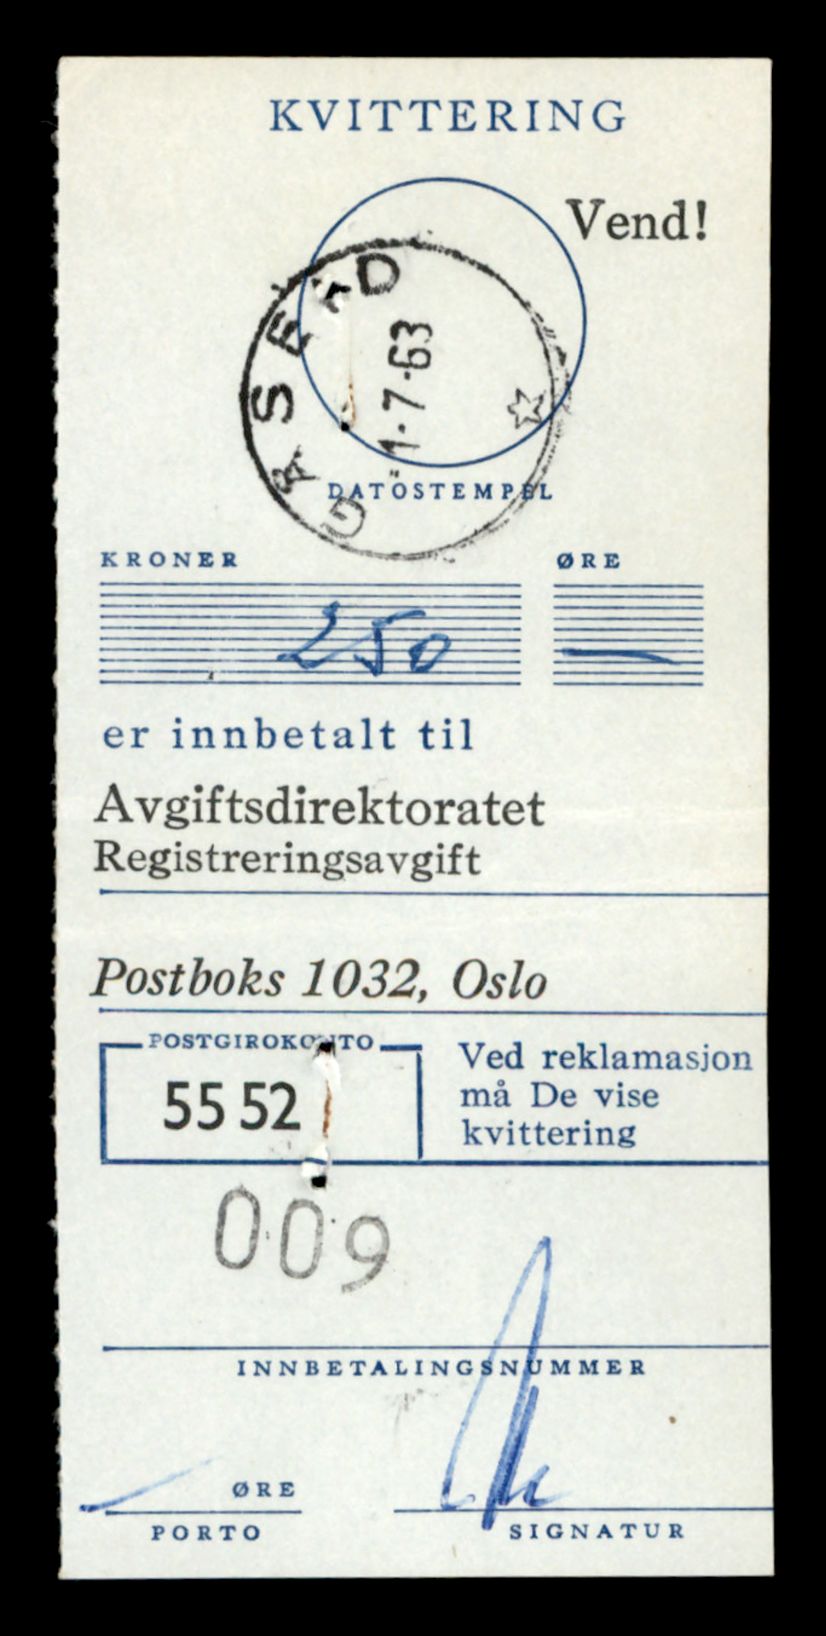 KVITTERING
Vend!
1-7-63
DATOSTEMPEL
KRONER
ØRE
250
—
er innbetalt til
Avgiftsdirektoratet
Registreringsavgift
Postboks 1032, Oslo
POSTGIROKONTO
55 52
Ved reklamasjon
må De vise
kvittering
009
INNBETALINGSNUMMER
ØRE
PORTO
SIGNATUR